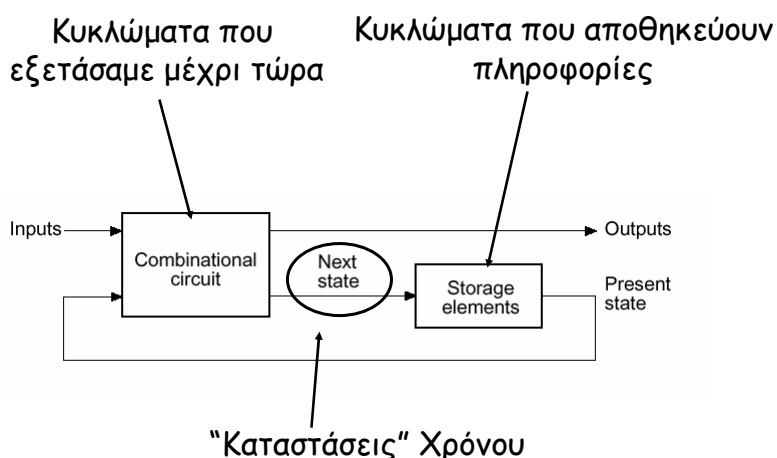 Κυκλώματα που
εξετάσαμε μέχρι τώρα
Κυκλώματα που αποθηκεύουν
πληροφορίες
Inputs
Combinational
circuit
Next
state
Storage
elements
Outputs
Present
state
“Καταστάσεις” Χρόνου